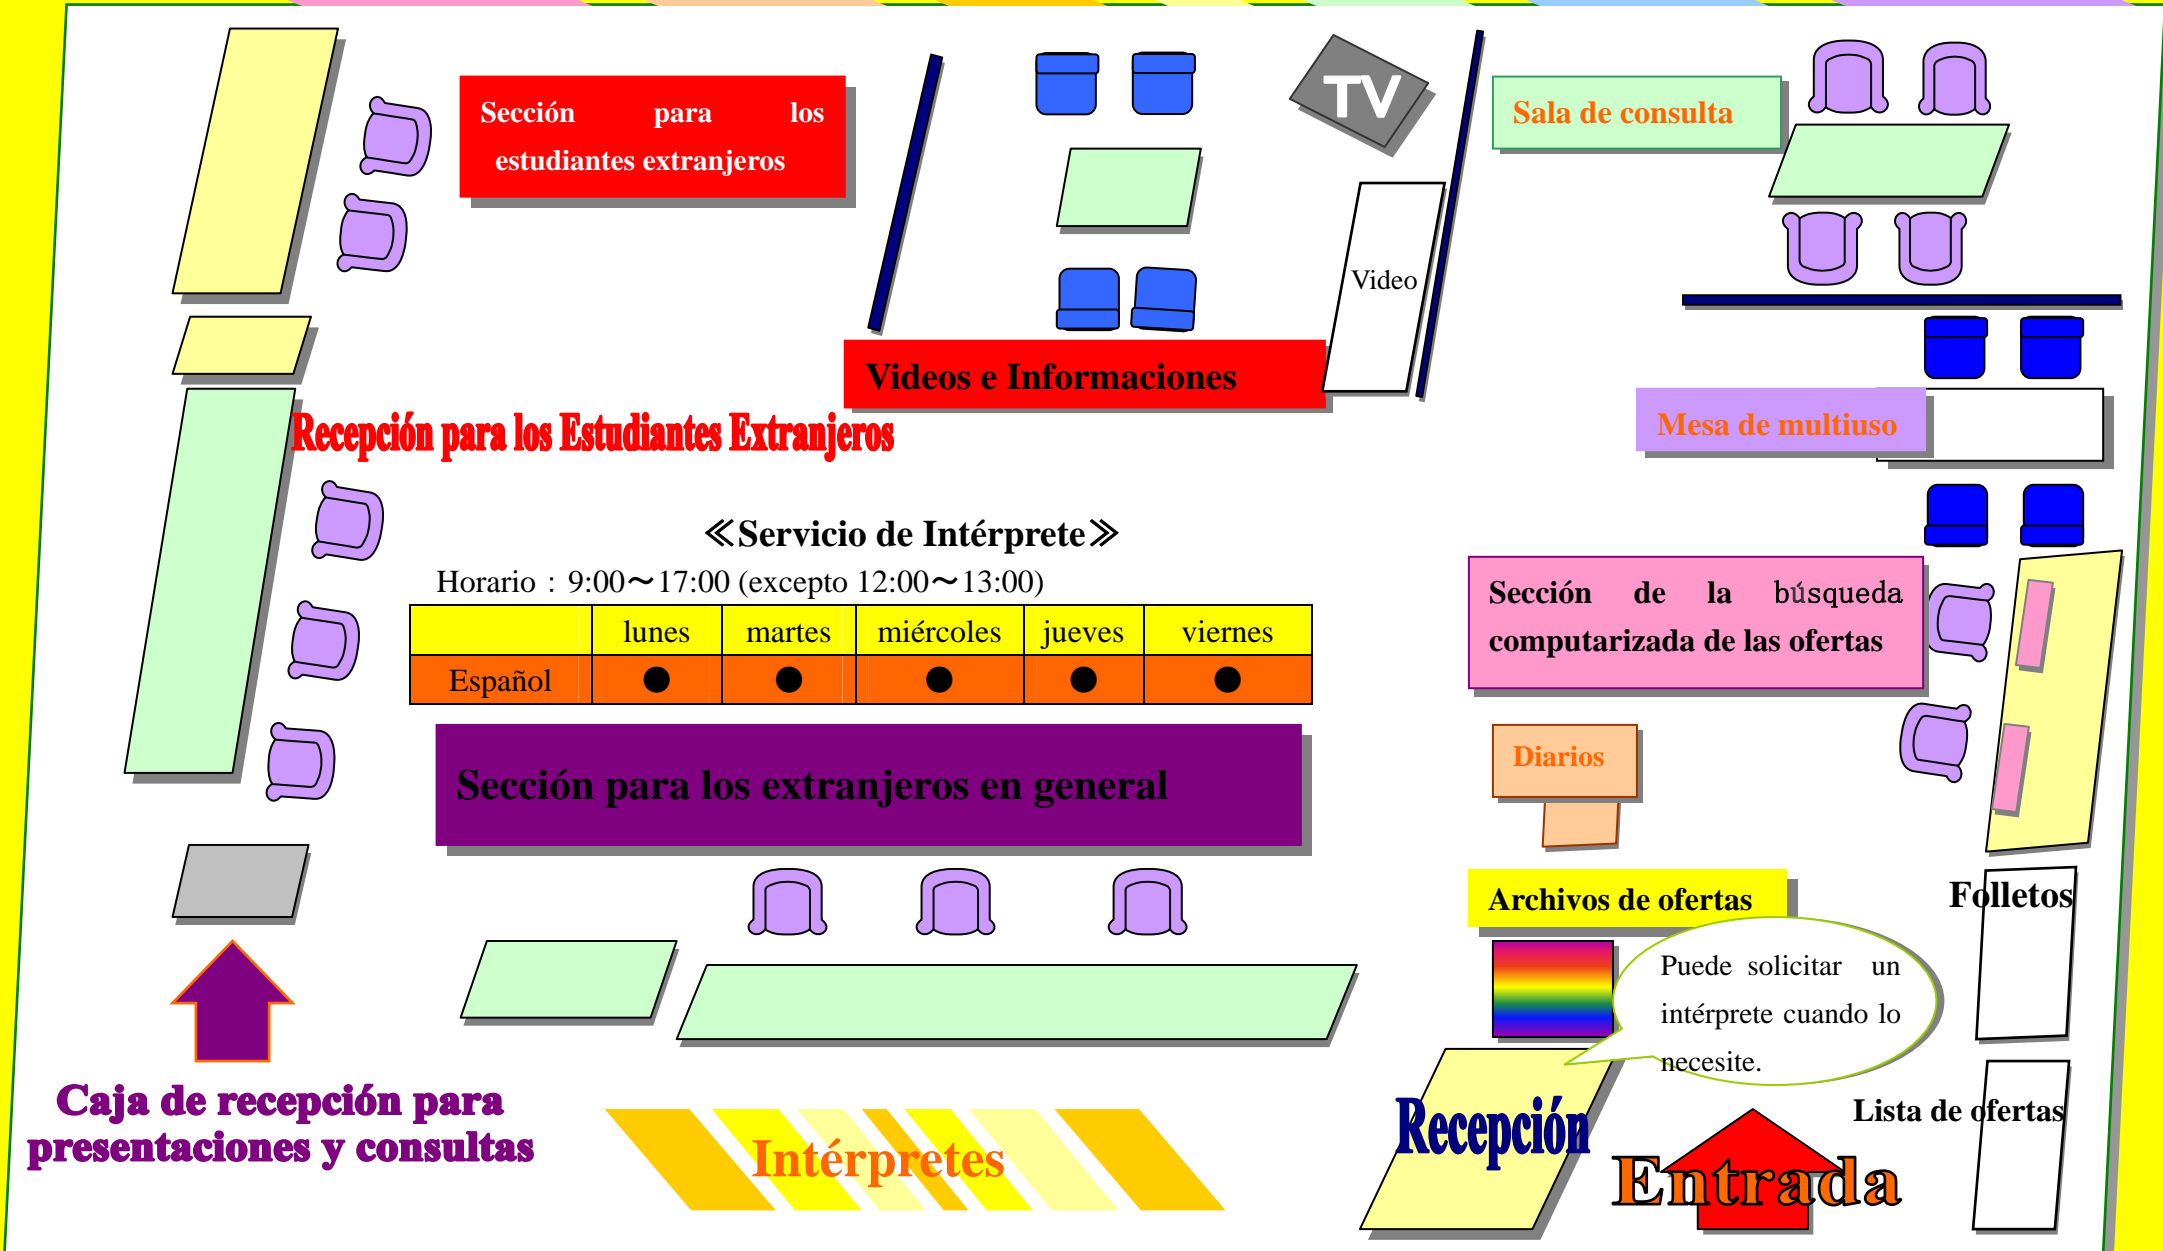 Sección para los
estudiantes extranjeros
TV
Sala de consulta
Video
Videos e Informaciones
Mesa de multiuso
Recepción para los Estudiantes Extranjeros
≪Servicio de Intérprete≫
Horario：9:00～17:00 (excepto 12:00～13:00)
lunes martes miércoles jueves viernes
Español ● ● ● ● ●
Sección de la búsqueda
computarizada de las ofertas
Diarios
Sección para los extranjeros en general
Archivos de ofertas
Folletos
Puede solicitar un
intérprete cuando lo
necesite.
Caja de recepción para
presentaciones y consultas
Intérpretes
Recepción
Lista de ofertas
Entrada